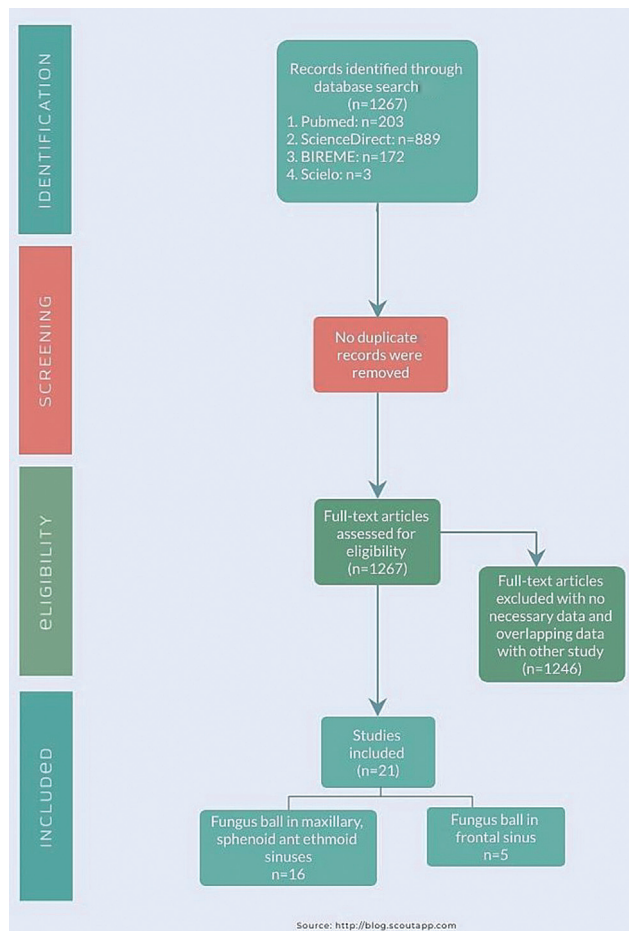 IDENTIFICATION
Records identified through
database search
(n=1267)
1. Pubmed: n=203
2. ScienceDirect: n=889
3. BIREME: n=172
4. Scielo: n=3
SCREENING
No duplicate
records were
removed
eLIGIBILITY
Full-text articles
assessed for
eligibility
(n=1267)
Full-text articles
excluded with no
necessary data and
overlapping data
with other study
(n=1246)
INCLUDeD
Studies
included
(n=21)
Fungus ball in maxillary,
sphenoid ant ethmoid
sinuses
n=16
Fungus ball in
frontal sinus
n=5
Source: http://blog.scoutapp.com